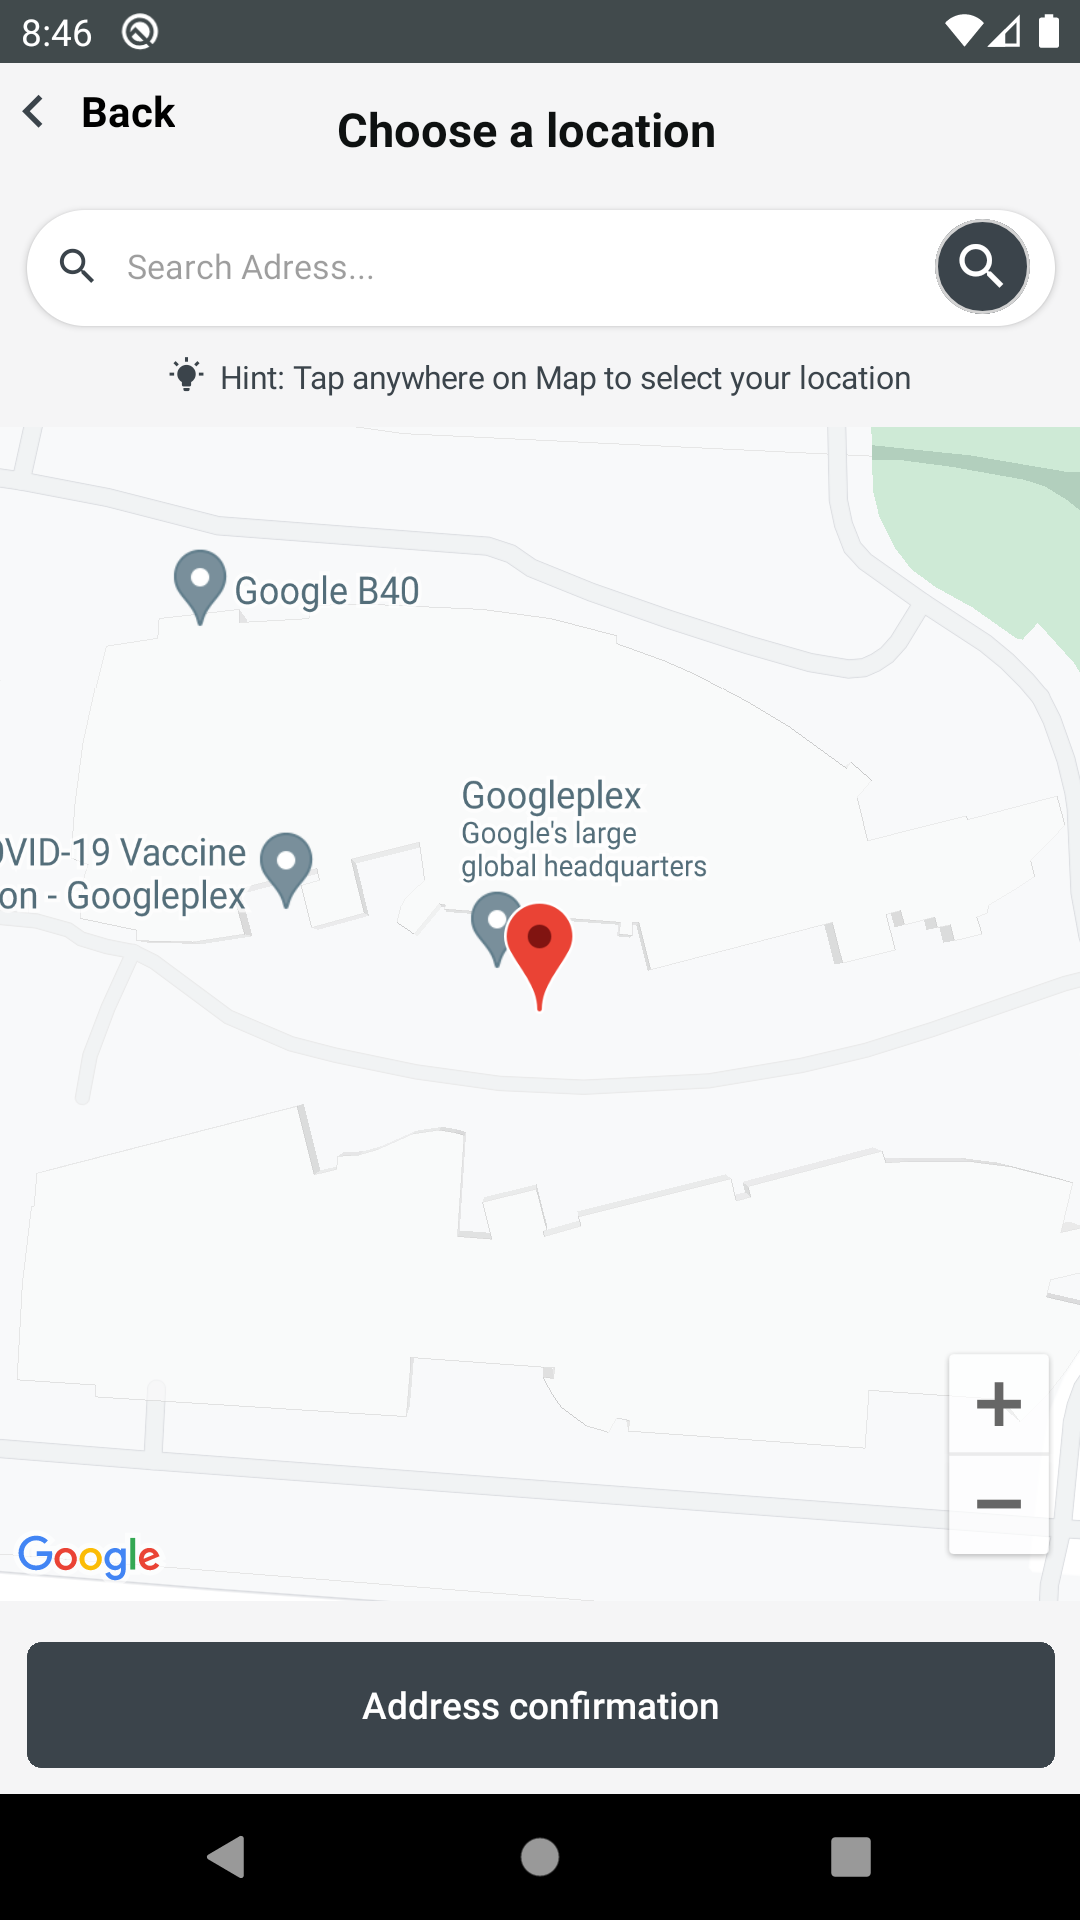 8:46
Back
Choose a location
Search Adress...
Hint: Tap anywhere on Map to select your location
Google B40
Googleplex
Google's large
global headquarters
OVID-19 Vaccine
on - Googleplex
Google
Address confirmation